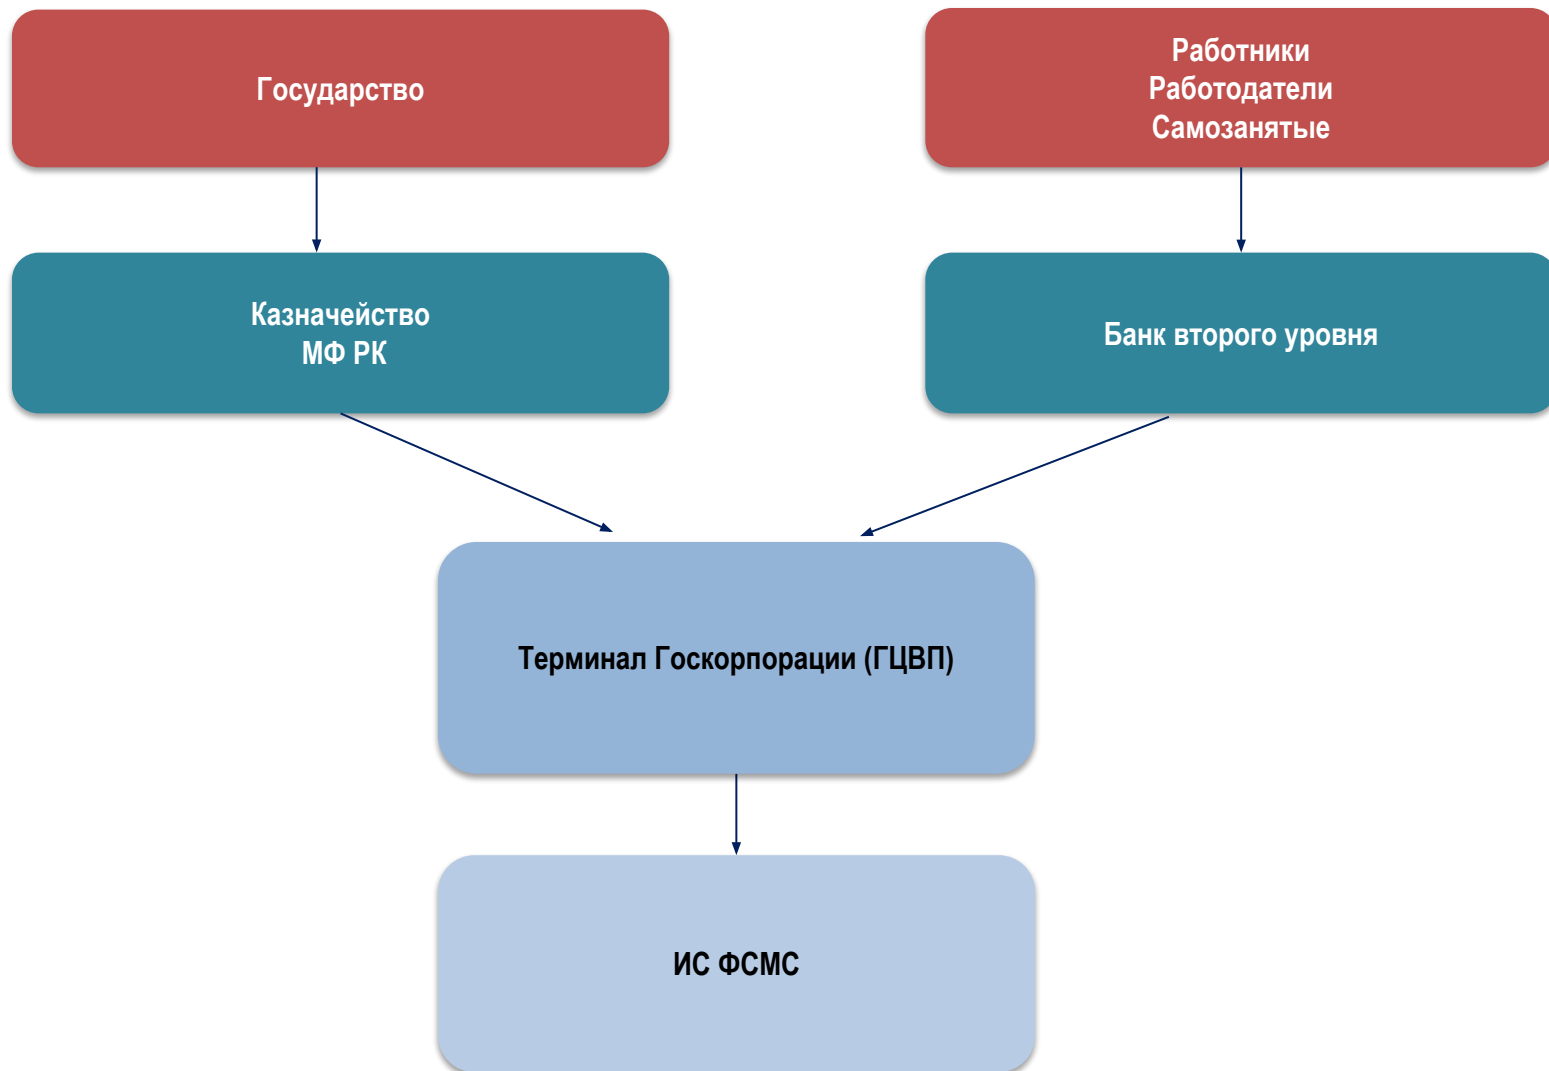 Государство
Работники
Работодатели
Самозанятые
Казначейство
МФ РК
Банк второго уровня
Терминал Госкорпорации (ГЦВП)
ИС ФСМС